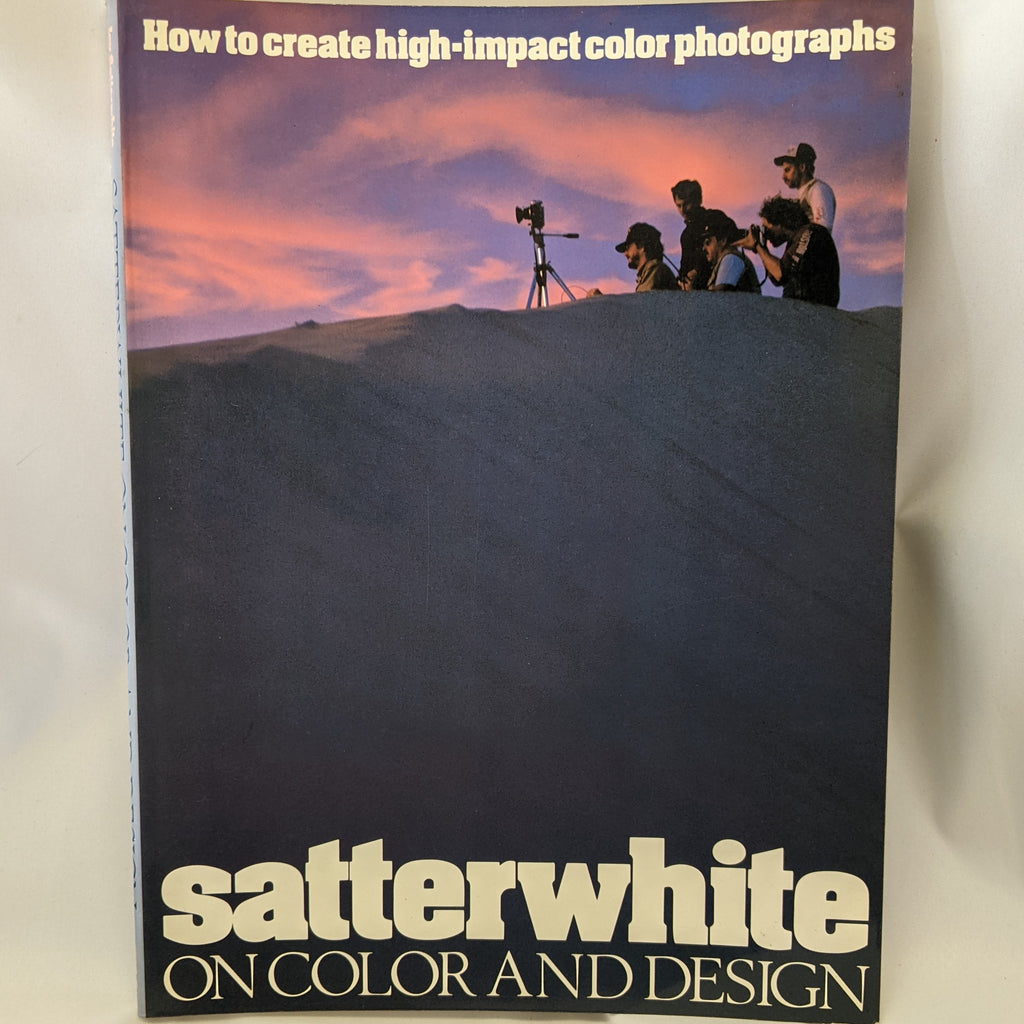 How to create high-impact color photographs
satterwhite
ON COLOR AND DESIGN